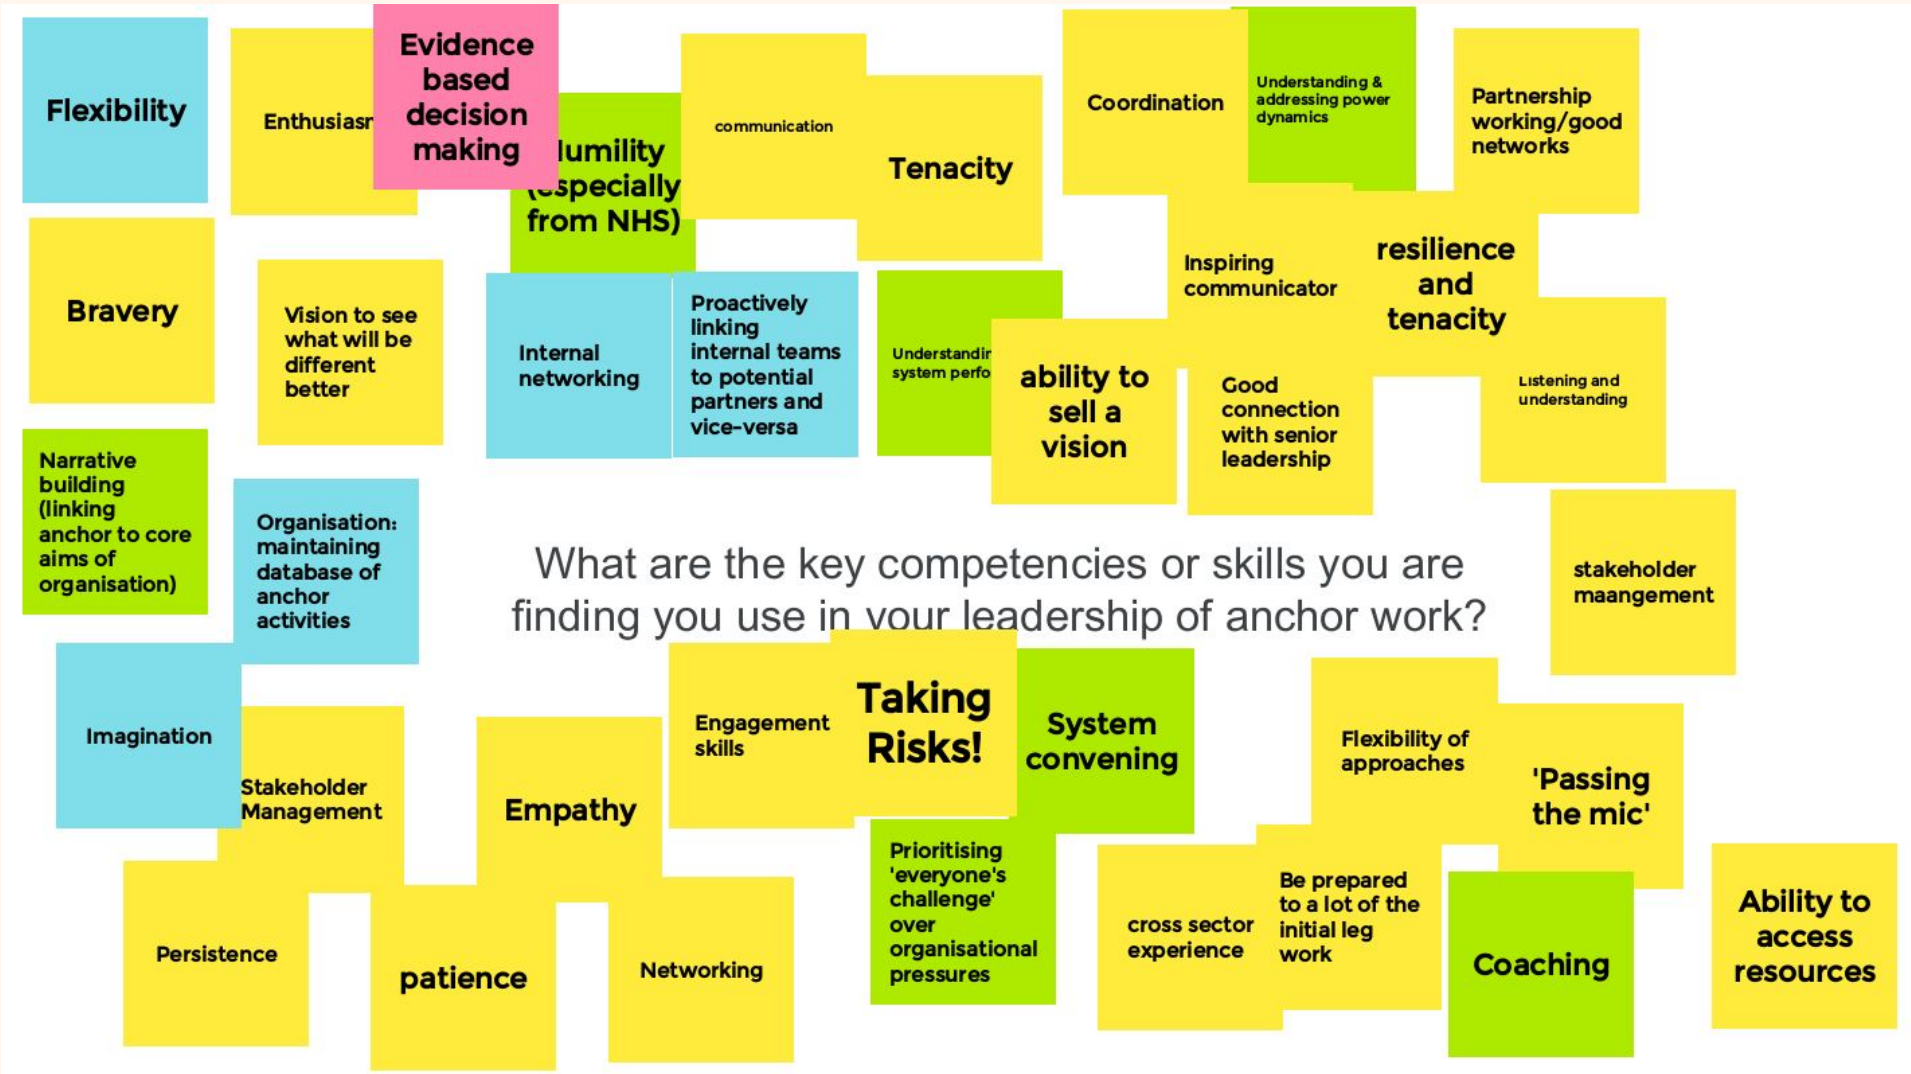 Flexibility
Enthusiasm
Evidence
based
decision
making
Humility
(especially
from NHS)
communication
Tenacity
Coordination
Understanding &
addressing power
dynamics
Partnership
working/good
networks
Bravery
Vision to see
what will be
different
better
Internal
networking
Proactively
linking
internal teams
to potential
partners and
vice-versa
system
ability to
sell a
vision
Inspiring
communicator
resilience
and
tenacity
Good
connection
with senior
leadership
Listening and
understanding
Narrative
building
(linking
anchor to core
aims of
organisation)
Organisation:
maintaining
database of
anchor
activities
What are the key competencies or skills you are
finding you use in your leadership of anchor work?
stakeholder
maangement
Imagination
Stakeholder
Management
Empathy
Engagement
skills
Taking
Risks!
System
convening
Flexibility of
approaches
'Passing
the mic'
Persistence
patience
Networking
Prioritising
'everyone's
challenge'
over
organisational
pressures
cross sector
experience
Be prepared
to a lot of the
initial leg
work
Coaching
Ability to
access
resources